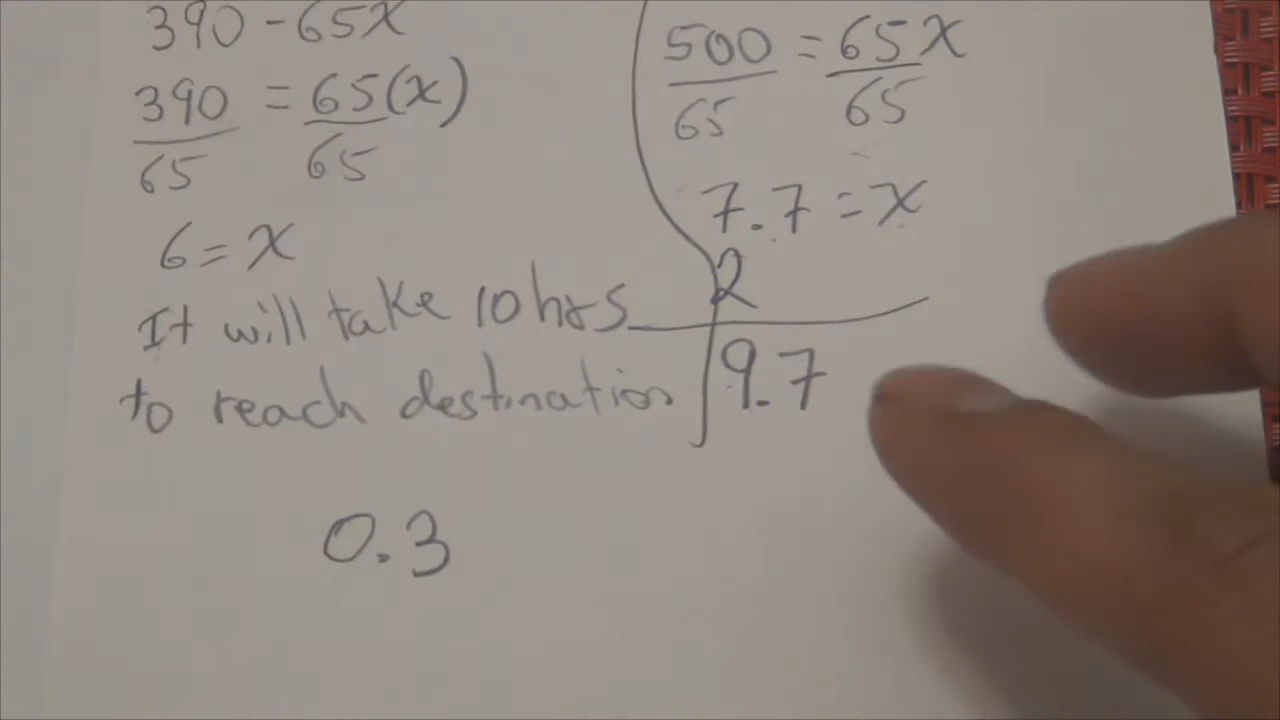 390 - 65x
390 = 65(x)
65 65
6 = x
It will take 10 hrs
to reach destination
0.3
500 = 65x
65 65
7.7 = x
2
9.7